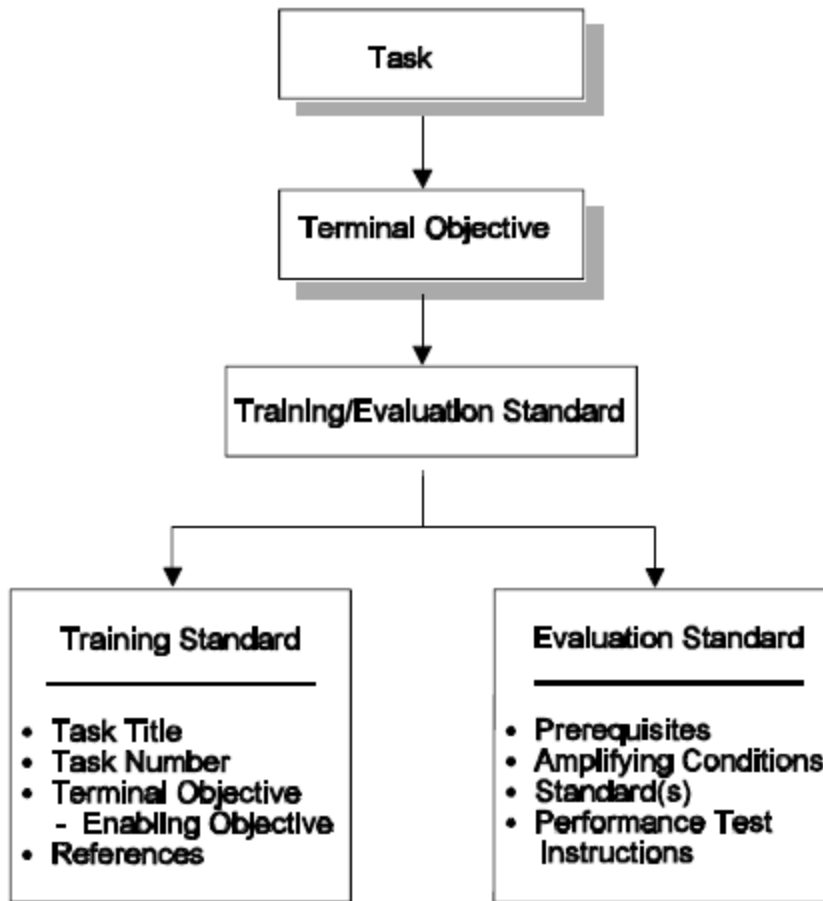 Task
Terminal Objective
Training/Evaluation Standard
Training Standard
• Task Title
• Task Number
• Terminal Objective
- Enabling Objective
• References
Evaluation Standard
• Prerequisites
• Amplifying Conditions
• Standard(s)
• Performance Test
Instructions